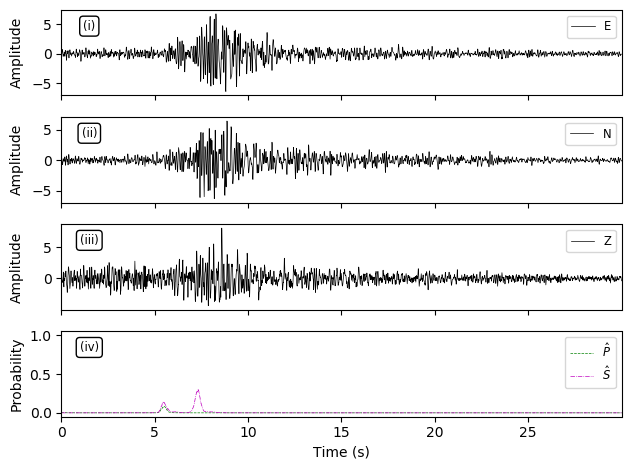 Amplitude
5
0
−5
(i)
E
Amplitude
5
0
−5
(ii)
N
Amplitude
5
0
(iii)
Z
Probability
1.0
0.5
0.0
(iv)
P̂
Ŝ
0 5 10 15 20 25
Time (s)